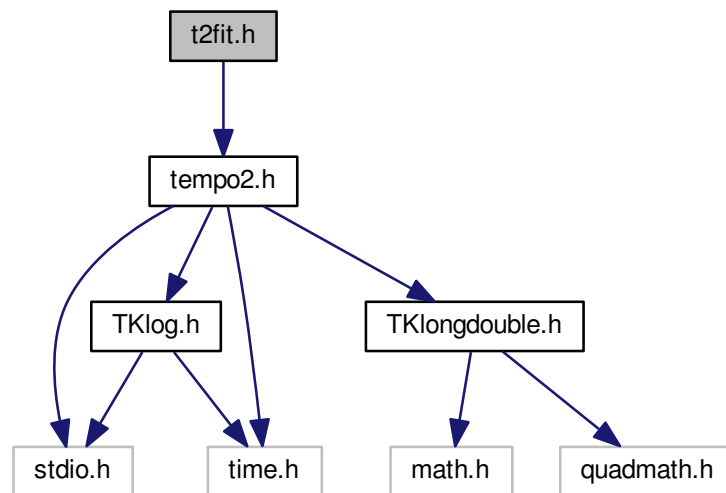 t2fit.h
tempo2.h
TKlog.h
TKlongdouble.h
stdio.h
time.h
math.h
quadmath.h